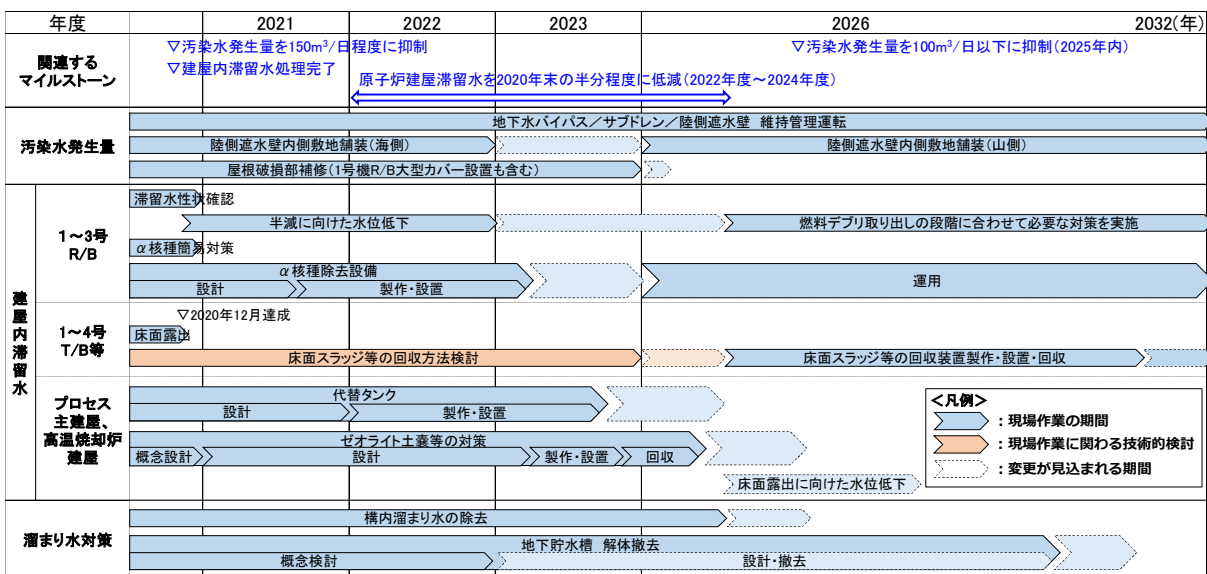 年度
2021
2022
2023
2026
2032(年)
関連する
マイルストーン
▽汚染水発生量を150m³/日程度に抑制
▽建屋内滞留水処理完了
原子炉建屋滞留水を2020年末の半分程度に低減(2022年度～2024年度)
▽汚染水発生量を100m³/日以下に抑制(2025年内)
汚染水発生量
地下水バイパス／サブドレン／陸側遮水壁 維持管理運転
陸側遮水壁内側敷地舗装(海側)
陸側遮水壁内側敷地舗装(山側)
屋根破損部補修(1号機R/B大型カバー設置も含む)
建屋内滞留水
1～3号
R/B
滞留水性状確認
半減に向けた水位低下
燃料デブリ取り出しの段階に合わせて必要な対策を実施
α核種簡易対策
α核種除去設備
設計
製作・設置
運用
1～4号
T/B等
▽2020年12月達成
床面露出
床面スラッジ等の回収方法検討
床面スラッジ等の回収装置製作・設置・回収
プロセス
主建屋、
高温焼却炉
建屋
代替タンク
設計
製作・設置
ゼオライト土嚢等の対策
概念設計
設計
製作・設置
回収
床面露出に向けた水位低下
＜凡例＞
：現場作業の期間
：現場作業に関わる技術的検討
：変更が見込まれる期間
溜まり水対策
構内溜まり水の除去
地下貯水槽 解体撤去
概念検討
設計・撤去